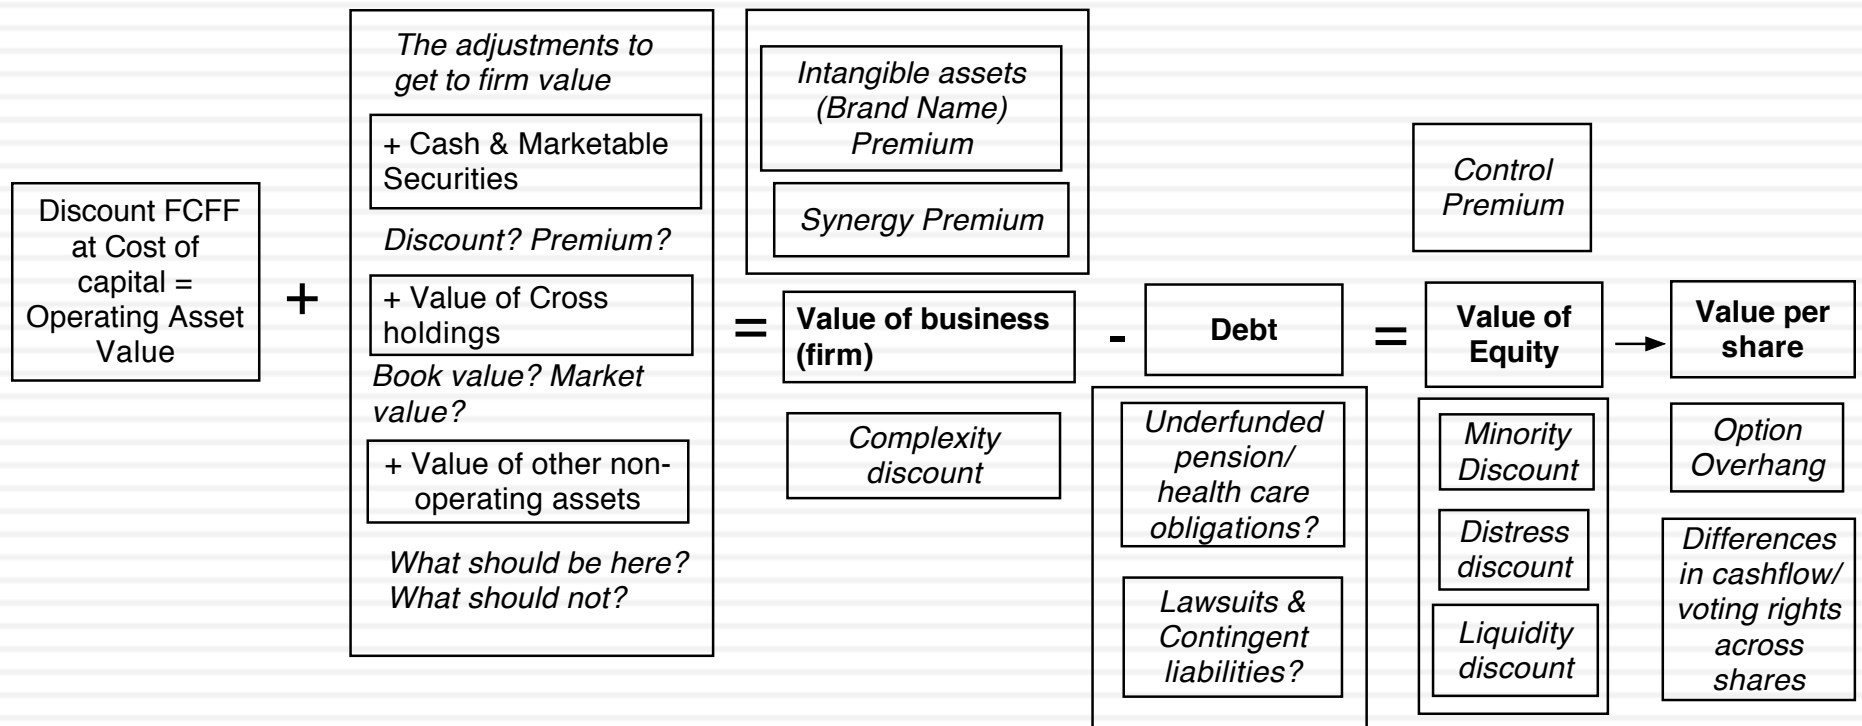 Discount FCFF
at Cost of
capital =
Operating Asset
Value
+
The adjustments to
get to firm value
+ Cash & Marketable
Securities
Discount? Premium?
+ Value of Cross
holdings
Book value? Market
value?
+ Value of other non-
operating assets
What should be here?
What should not?
=
Intangible assets
(Brand Name)
Premium
Synergy Premium
Value of business
(firm)
Complexity
discount
-
Debt
Underfunded
pension/
health care
obligations?
Lawsuits &
Contingent
liabilities?
=
Control
Premium
Value of
Equity
Minority
Discount
Distress
discount
Liquidity
discount
Value per
share
Option
Overhang
Differences
in cashflow/
voting rights
across
shares